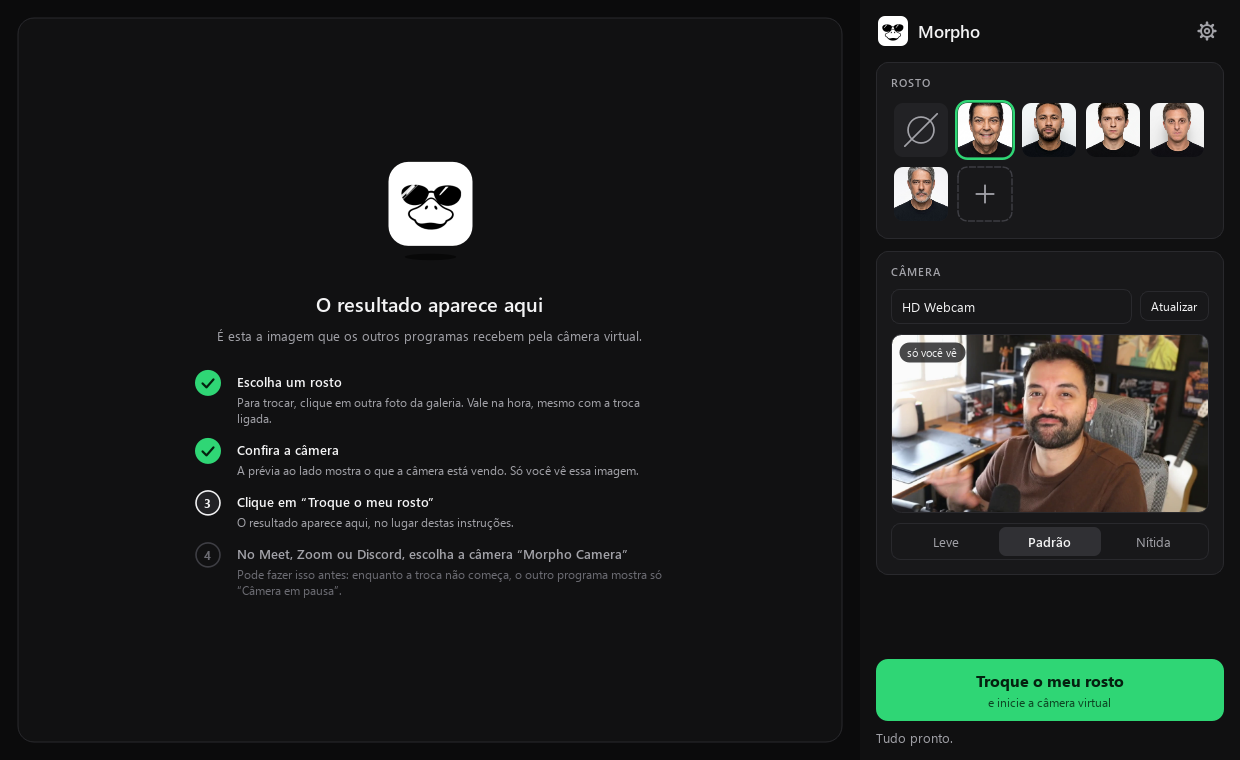 Morpho
ROSTO
CÂMERA
HD Webcam
Atualizar
só você vê
Leve
Padrão
Nítida
Troque o meu rosto
e inicie a câmera virtual
Tudo pronto.
O resultado aparece aqui
É esta a imagem que os outros programas recebem pela câmera virtual.
Escolha um rosto
Para trocar, clique em outra foto da galeria. Vale na hora, mesmo com a troca
ligada.
Confira a câmera
A prévia ao lado mostra o que a câmera está vendo. Só você vê essa imagem.
3
Clique em “Troque o meu rosto”
O resultado aparece aqui, no lugar destas instruções.
4
No Meet, Zoom ou Discord, escolha a câmera “Morpho Camera”
Pode fazer isso antes: enquanto a troca não começa, o outro programa mostra só
“Câmera em pausa”.